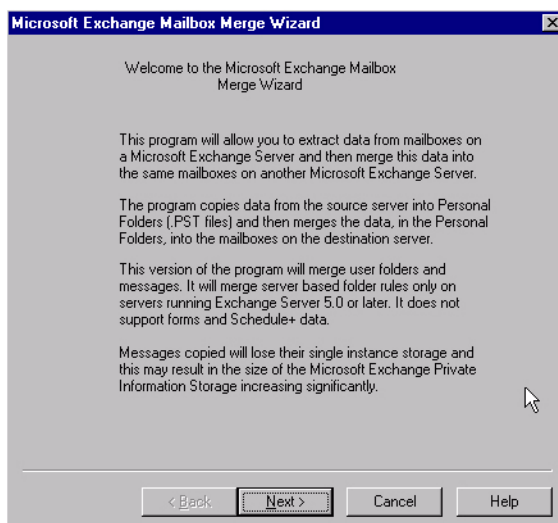 Microsoft Exchange Mailbox Merge Wizard
Welcome to the Microsoft Exchange Mailbox
Merge Wizard
This program will allow you to extract data from mailboxes on
a Microsoft Exchange Server and then merge this data into
the same mailboxes on another Microsoft Exchange Server.
The program copies data from the source server into Personal
Folders (.PST files) and then merges the data, in the Personal
Folders, into the mailboxes on the destination server.
This version of the program will merge user folders and
messages. It will merge server based folder rules only on
servers running Exchange Server 5.0 or later. It does not
support forms and Schedule+ data.
Messages copied will lose their single instance storage and
this may result in the size of the Microsoft Exchange Private
Information Storage increasing significantly.
< Back Next > Cancel Help